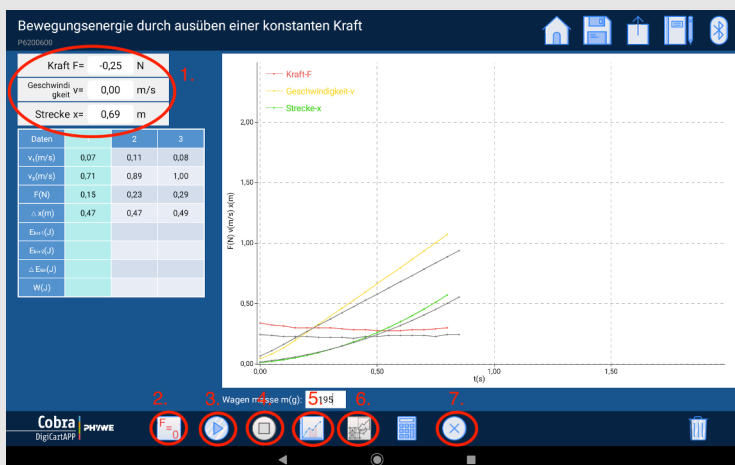 Bewegungsenergie durch ausüben einer konstanten Kraft
P6200600
Kraft F= -0,25 N
1.
Geschwindi
gkeit v= 0,00 m/s
Strecke x= 0,69 m
Daten 1 2 3
v₁(m/s) 0,07 0,11 0,08
v₂(m/s) 0,71 0,89 1,00
F(N) 0,15 0,23 0,29
△x(m) 0,47 0,47 0,49
Eₖᵢₙ₁(J)
Eₖᵢₙ₂(J)
△Eₖᵢₙ(J)
W(J)
Kraft-F
Geschwindigkeit-v
Strecke-x
F(N) v(m/s) x(m)
2,00
1,50
1,00
0,50
0,00
0,00 0,50 1,00 1,50
t(s)
Wagen masse m(g): 195
2. 3. 4. 5 6. 7.
F=0
Cobra
DigiCartAPP
PHYWE